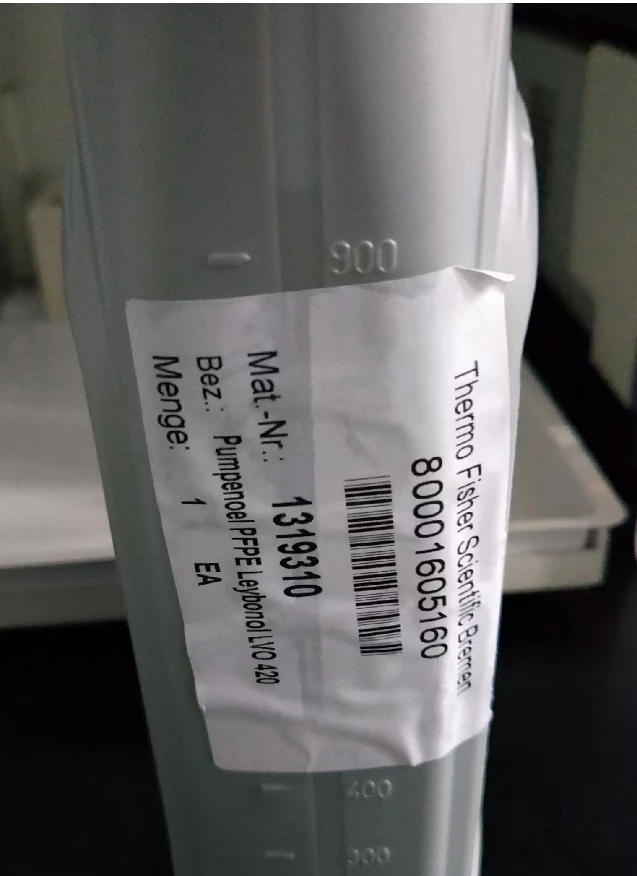 Thermo Fisher Scientific Bremen
80001605160
Mat.-Nr.: 1319310
Bez.: Pumpenoel PFPE Leybonol LVO 420
Menge: 1 EA
900
400
300